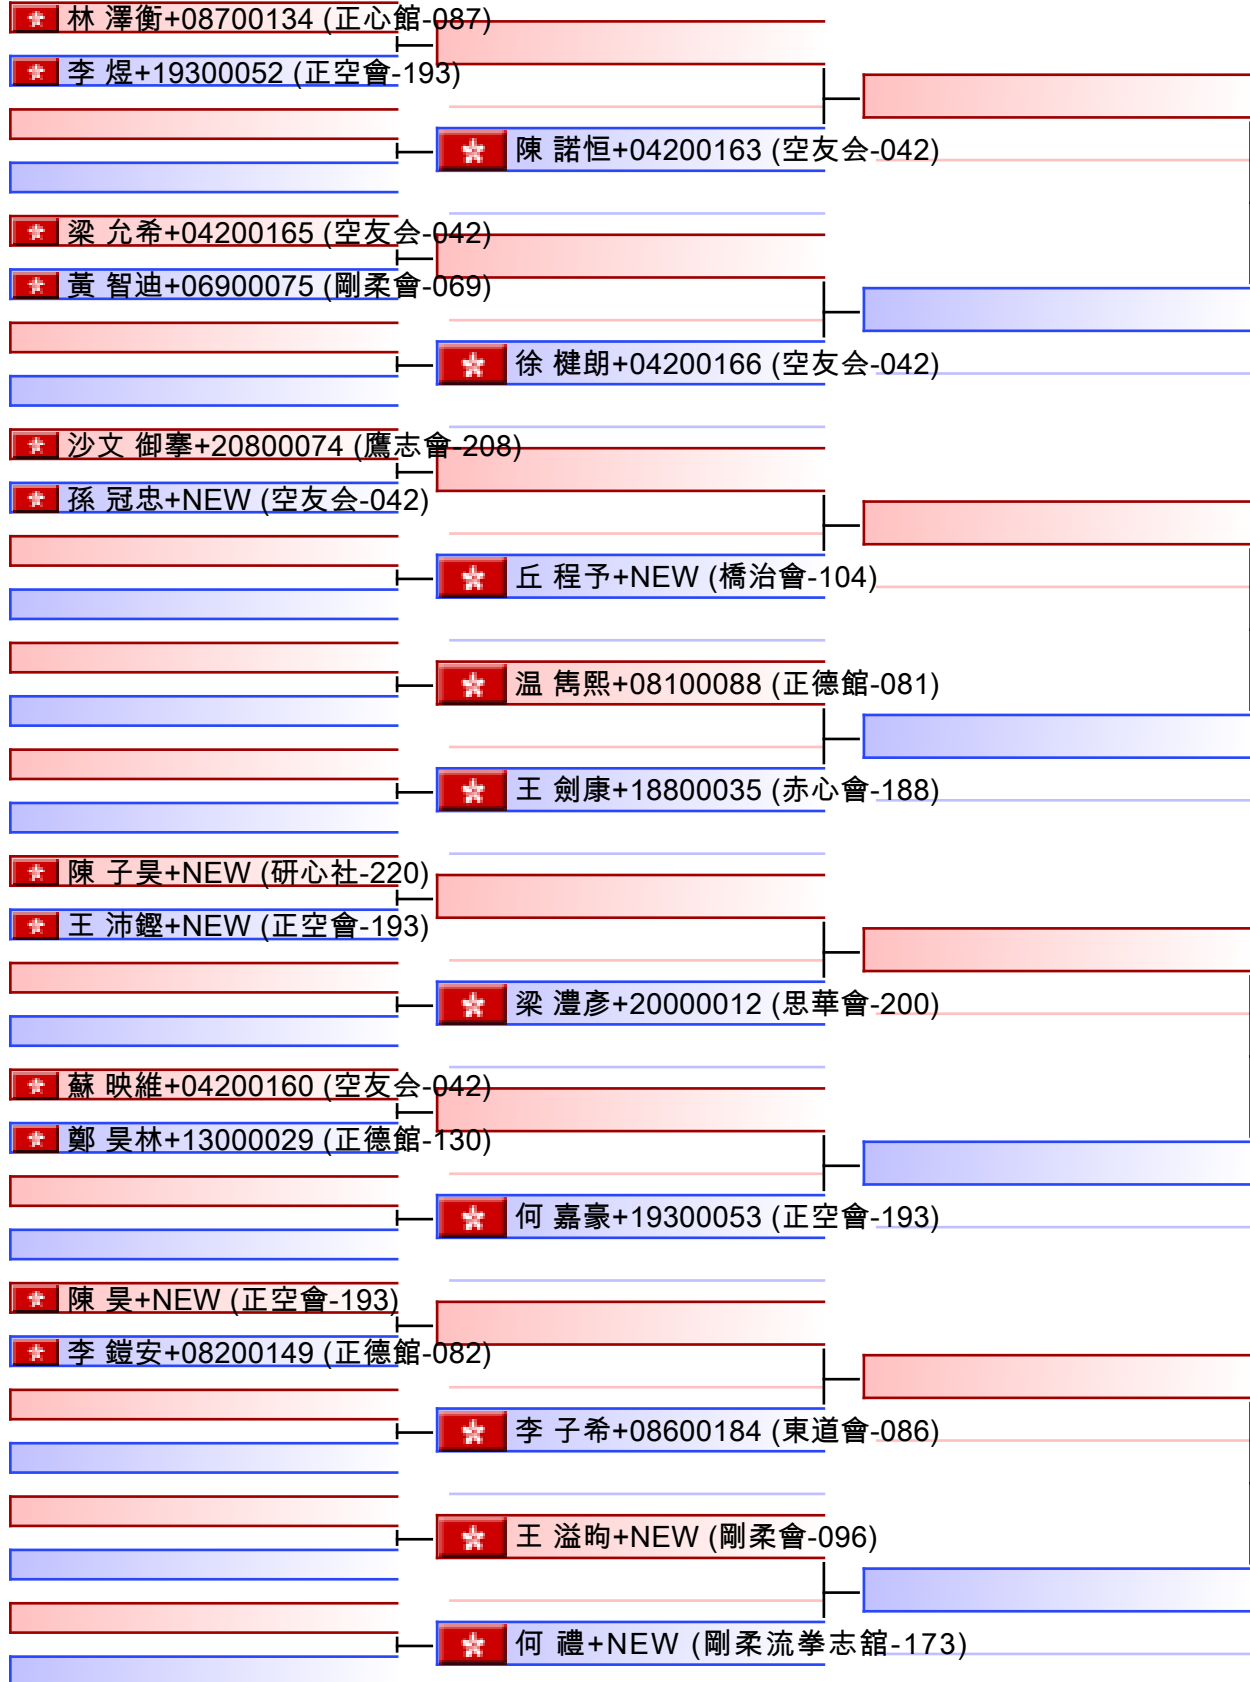 林 澤衡+08700134 (正心館-087)
李 煜+19300052 (正空會-193)
陳 諾恒+04200163 (空友会-042)
梁 允希+04200165 (空友会-042)
黃 智迪+06900075 (剛柔會-069)
徐 楗朗+04200166 (空友会-042)
沙文 御搴+20800074 (鷹志會-208)
孫 冠忠+NEW (空友会-042)
丘 程予+NEW (橋治會-104)
温 雋熙+08100088 (正德館-081)
王 劍康+18800035 (赤心會-188)
陳 子昊+NEW (研心社-220)
王 沛鏗+NEW (正空會-193)
梁 灃彥+20000012 (思華會-200)
蘇 映維+04200160 (空友会-042)
鄭 昊林+13000029 (正德館-130)
何 嘉豪+19300053 (正空會-193)
陳 昊+NEW (正空會-193)
李 鎧安+08200149 (正德館-082)
李 子希+08600184 (東道會-086)
王 溢昫+NEW (剛柔會-096)
何 禮+NEW (剛柔流拳志舘-173)